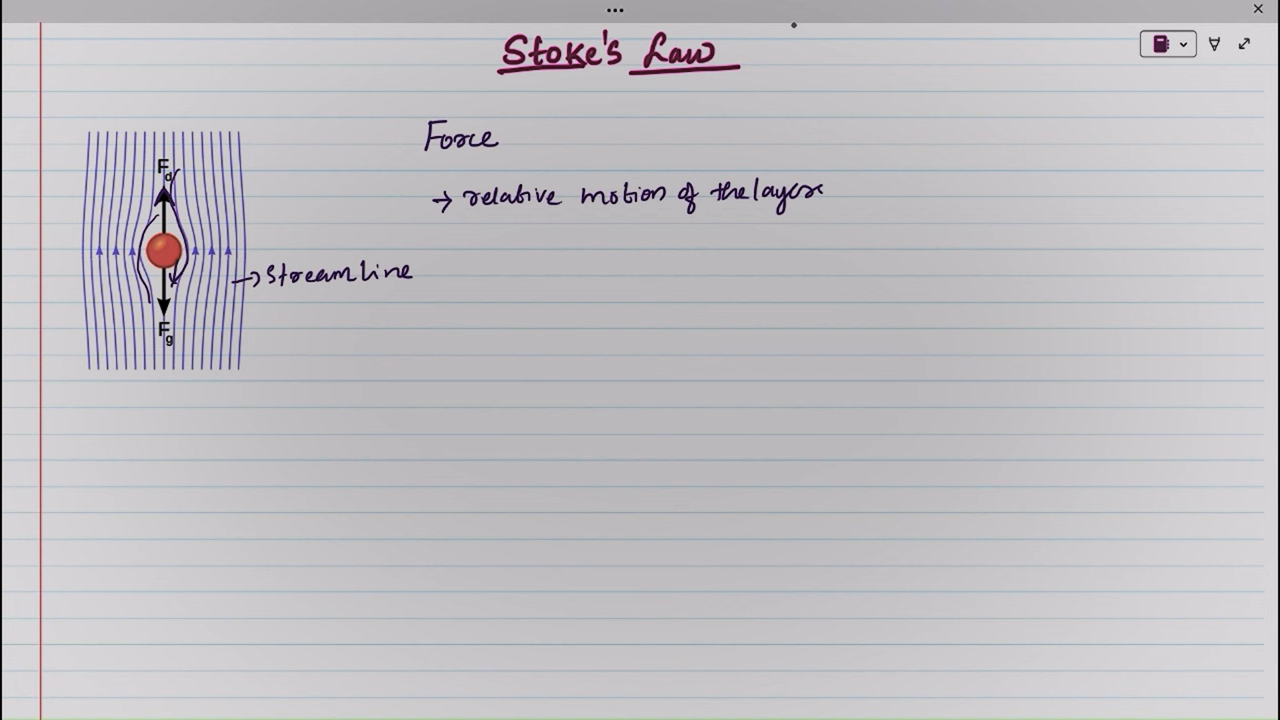 Stoke's Law
Force
→ relative motion of the layers
Fd
→ Streamline
Fg